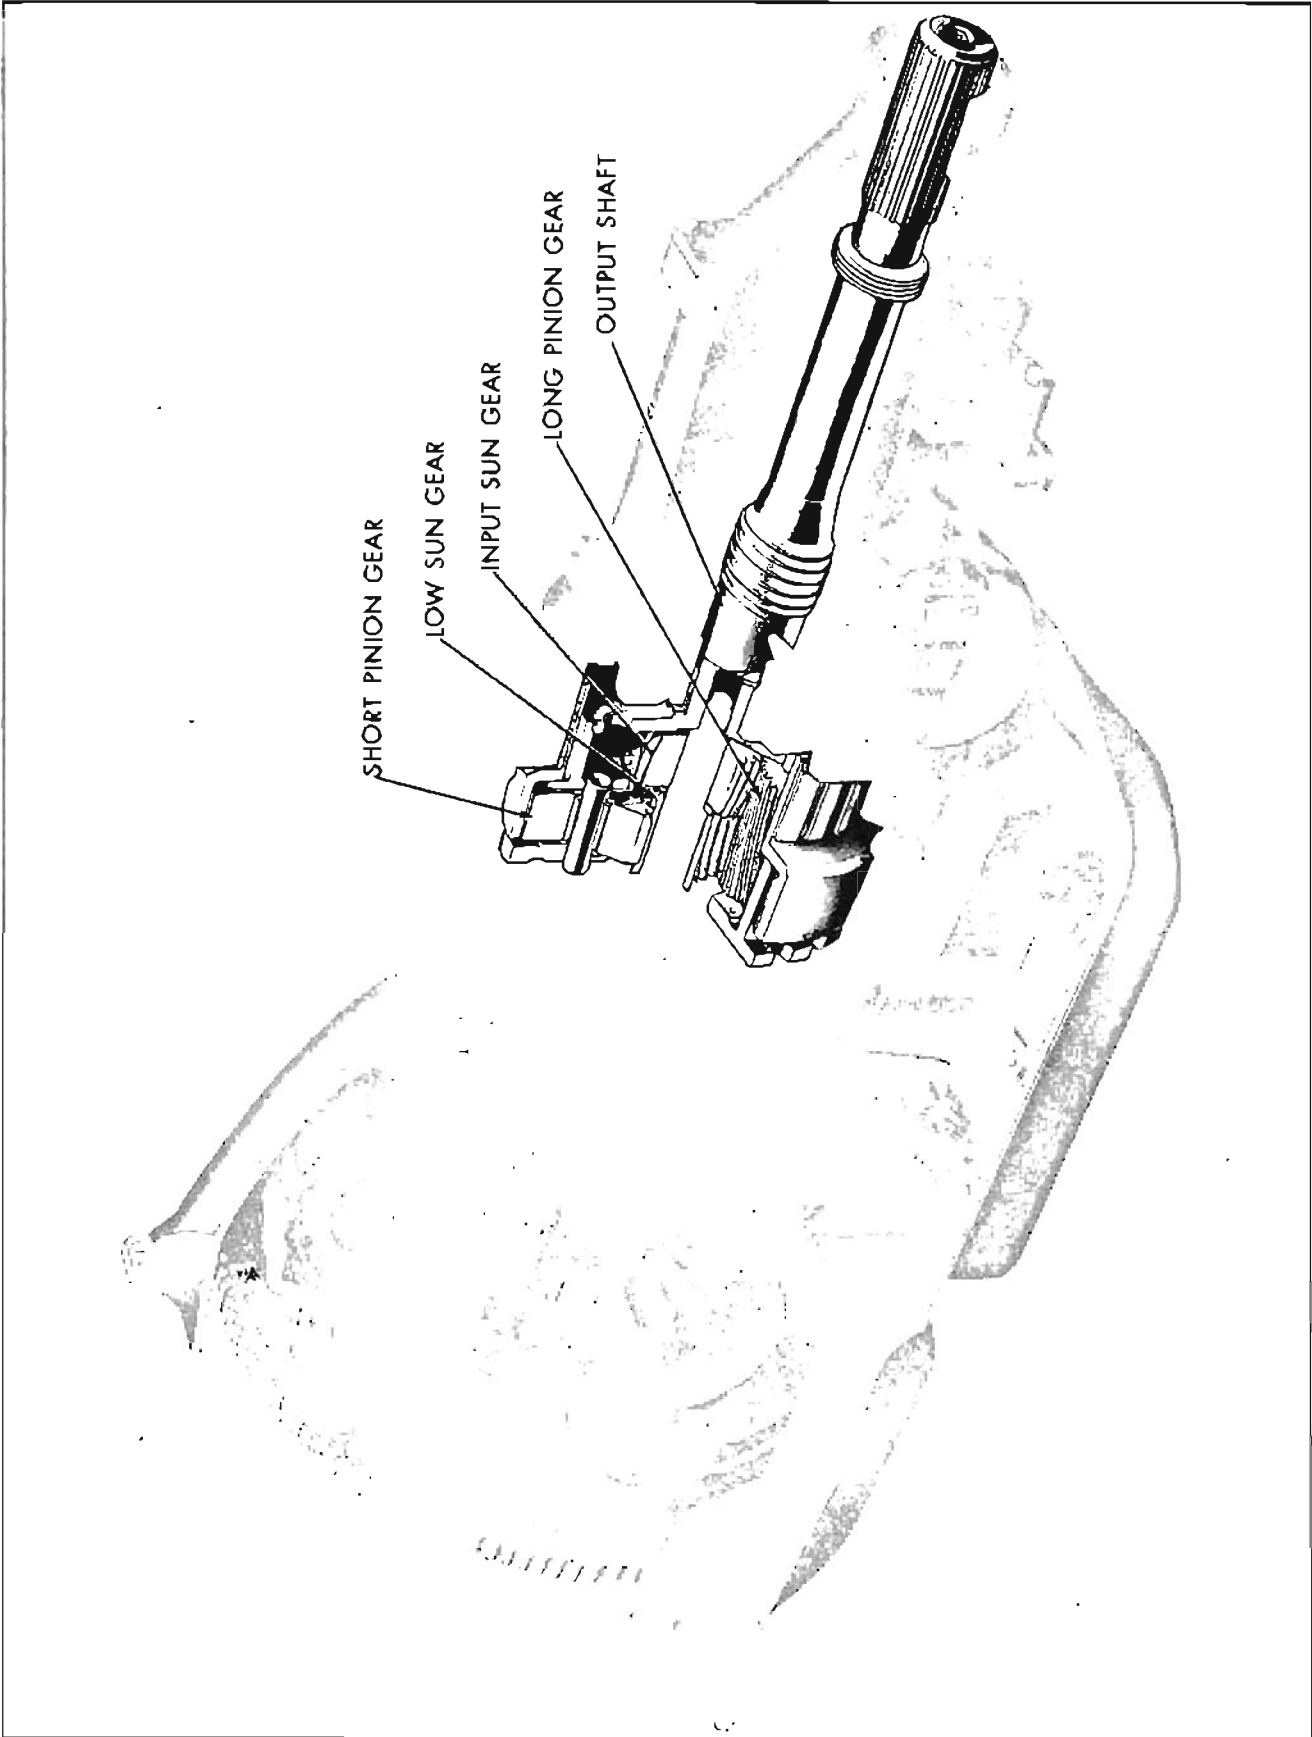 SHORT PINION GEAR
LOW SUN GEAR
INPUT SUN GEAR
LONG PINION GEAR
OUTPUT SHAFT